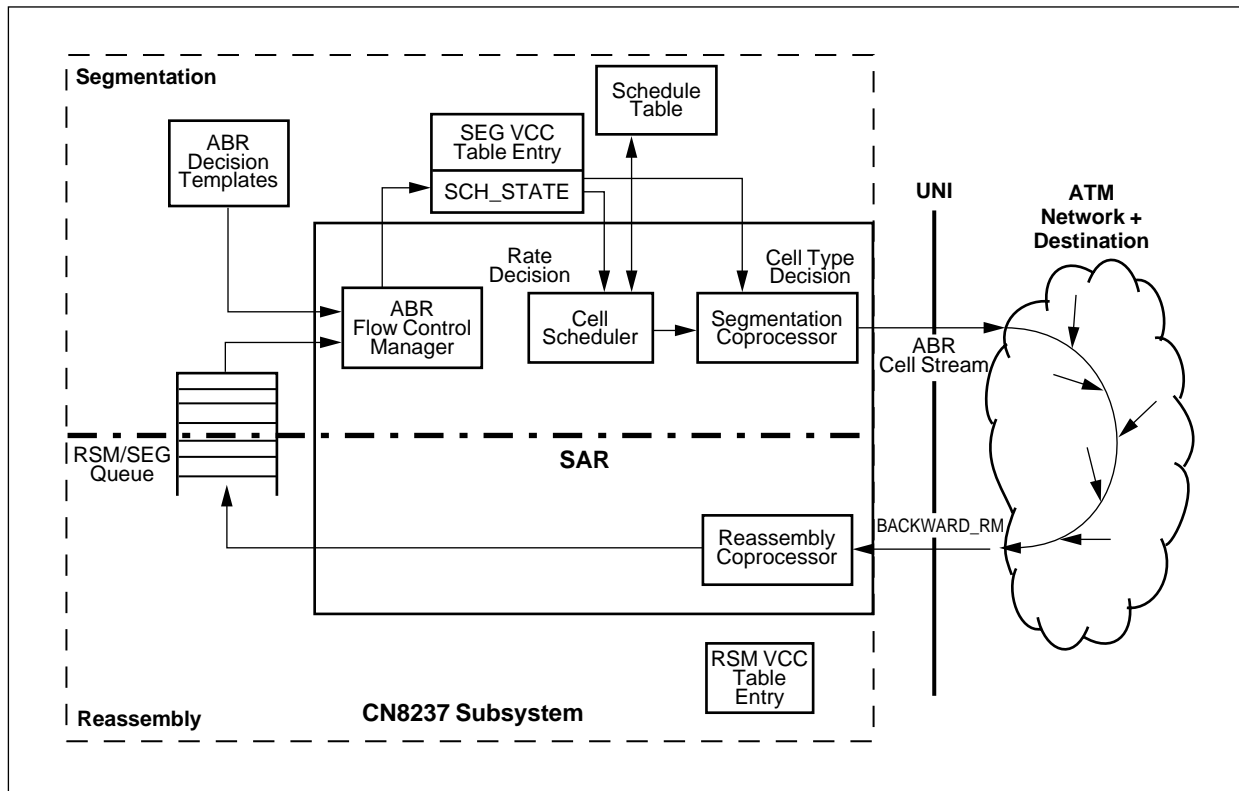 Segmentation
Schedule
Table
ABR
Decision
Templates
SEG VCC
Table Entry
SCH_STATE
UNI
ATM
Network +
Destination
Rate
Decision
Cell Type
Decision
ABR
Flow Control
Manager
Cell
Scheduler
Segmentation
Coprocessor
ABR
Cell Stream
RSM/SEG
Queue
SAR
BACKWARD_RM
Reassembly
Coprocessor
RSM VCC
Table
Entry
Reassembly
CN8237 Subsystem